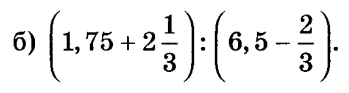 б) (1,75 + 2 1/3) : (6,5 − 2/3).